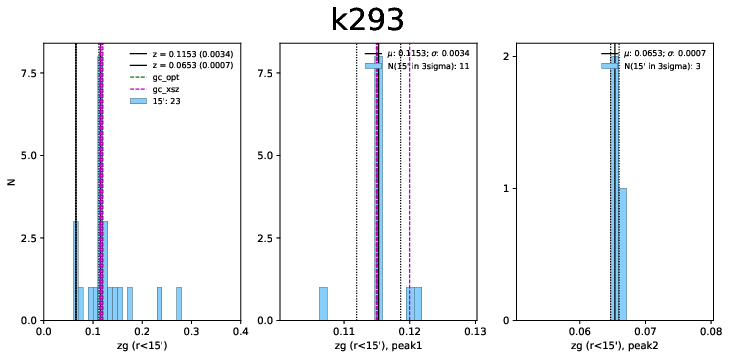 k293
z = 0.1153 (0.0034)
z = 0.0653 (0.0007)
gc_opt
gc_xsz
15': 23
N
7.5
5.0
2.5
0.0
0.0 0.1 0.2 0.3 0.4
zg (r<15')
μ: 0.1153; σ: 0.0034
N(15' in 3sigma): 11
7.5
5.0
2.5
0.0
0.11 0.12 0.13
zg (r<15'), peak1
μ: 0.0653; σ: 0.0007
N(15' in 3sigma): 3
2
1
0
0.06 0.07 0.08
zg (r<15'), peak2